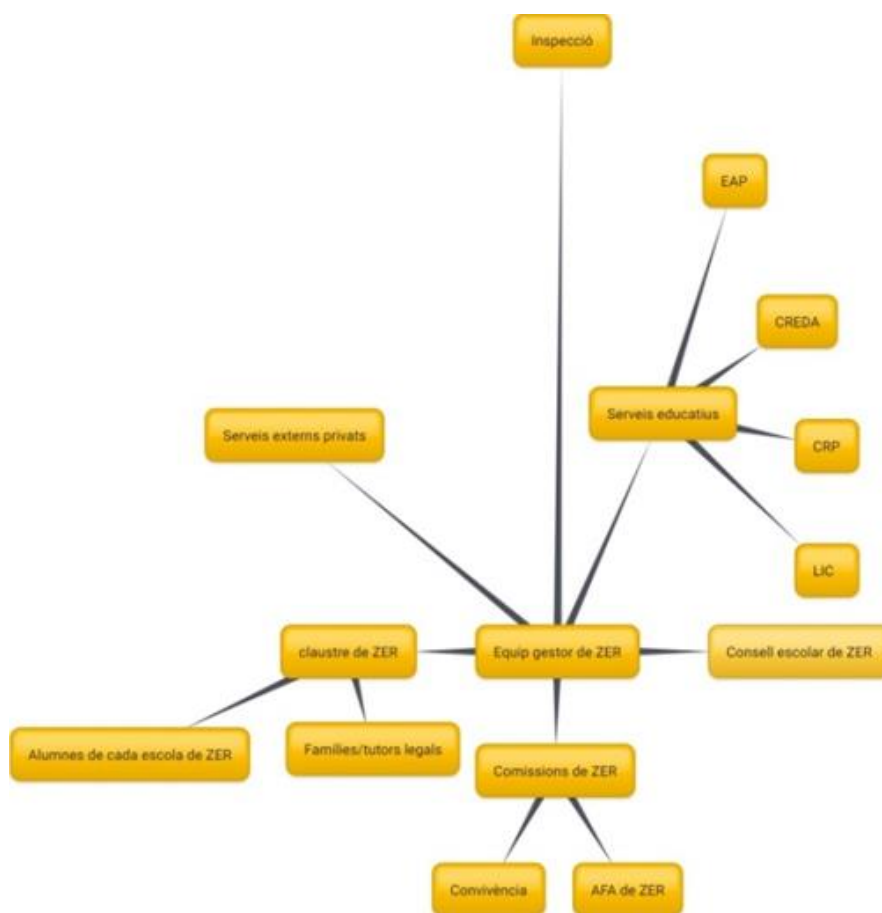 Inspecció
EAP
CREDA
Serveis educatius
Serveis externs privats
CRP
LIC
claustre de ZER
Equip gestor de ZER
Consell escolar de ZER
Alumnes de cada escola de ZER
Famílies/tutors legals
Comissions de ZER
Convivència
AFA de ZER